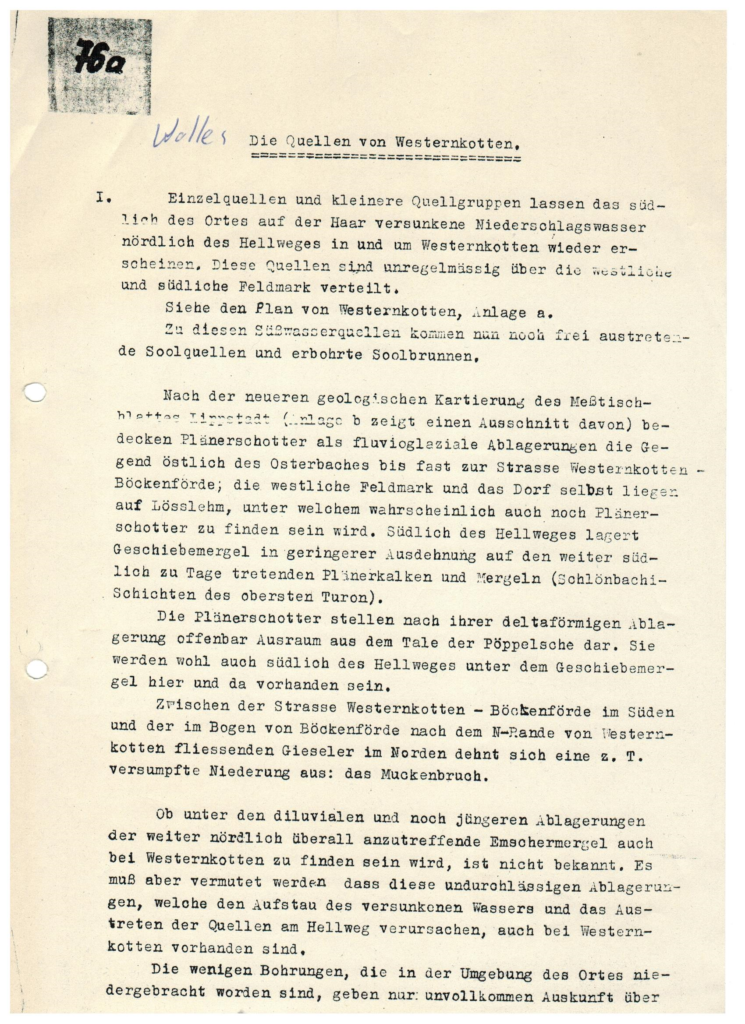 76a
Die Quellen von Westernkotten.
I. Einzelquellen und kleinere Quellgruppen lassen das süd-
lich des Ortes auf der Haar versunkene Niederschlagswasser
nördlich des Hellweges in und um Westernkotten wieder er-
scheinen. Diese Quellen sind unregelmässig über die westliche
und südliche Feldmark verteilt.
Siehe den Plan von Westernkotten, Anlage a.
Zu diesen Süßwasserquellen kommen nun noch frei austreten-
de Soolquellen und erbohrte Soolbrunnen.
Nach der neueren geologischen Kartierung des Meßtisch-
blattes Lippstadt (Anlage b zeigt einen Ausschnitt davon) be-
decken Plänerschotter als fluvioglaziale Ablagerungen die Ge-
gend östlich des Osterbaches bis fast zur Strasse Westernkotten -
Böckenförde; die westliche Feldmark und das Dorf selbst liegen
auf Lösslehm, unter welchem wahrscheinlich auch noch Pläner-
schotter zu finden sein wird. Südlich des Hellweges lagert
Geschiebemergel in geringerer Ausdehnung auf den weiter süd-
lich zu Tage tretenden Plänerkalken und Mergeln (Schlönbachi-
Schichten des obersten Turon).
Die Plänerschotter stellen nach ihrer deltaförmigen Abla-
gerung offenbar Ausraum aus dem Tale der Pöppelsche dar. Sie
werden wohl auch südlich des Hellweges unter dem Geschiebemer-
gel hier und da vorhanden sein.
Zwischen der Strasse Westernkotten - Böckenförde im Süden
und der im Bogen von Böckenförde nach dem N-Rande von Western-
kotten fliessenden Gieseler im Norden dehnt sich eine z. T.
versumpfte Niederung aus: das Muckenbruch.
Ob unter den diluvialen und noch jüngeren Ablagerungen
der weiter nördlich überall anzutreffende Emschermergel auch
bei Westernkotten zu finden sein wird, ist nicht bekannt. Es
muß aber vermutet werden dass diese undurchlässigen Ablagerun-
gen, welche den Aufstau des versunkenen Wassers und das Aus-
treten der Quellen am Hellweg verursachen, auch bei Western-
kotten vorhanden sind.
Die wenigen Bohrungen, die in der Umgebung des Ortes nie-
dergebracht worden sind, geben nur unvollkommen Auskunft über